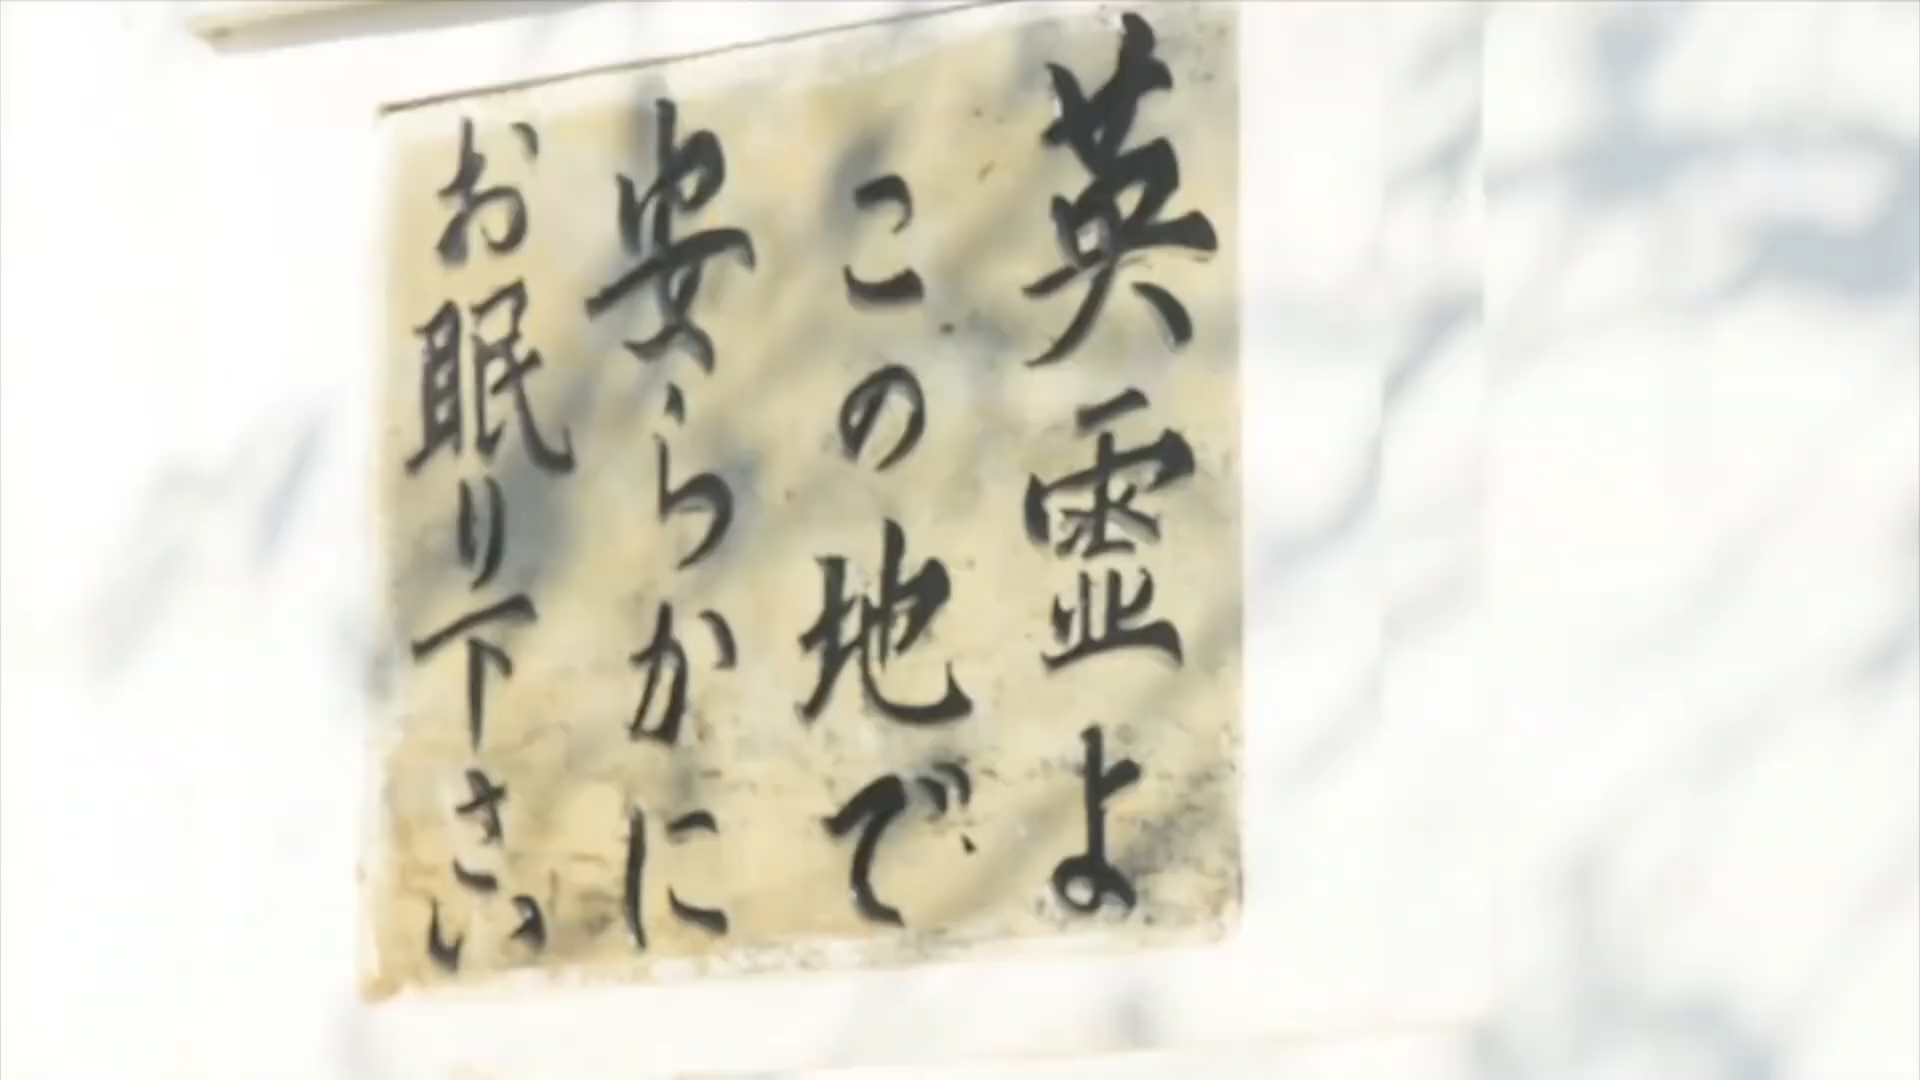 英霊よ
この地で
安らかに
お眠り下さい